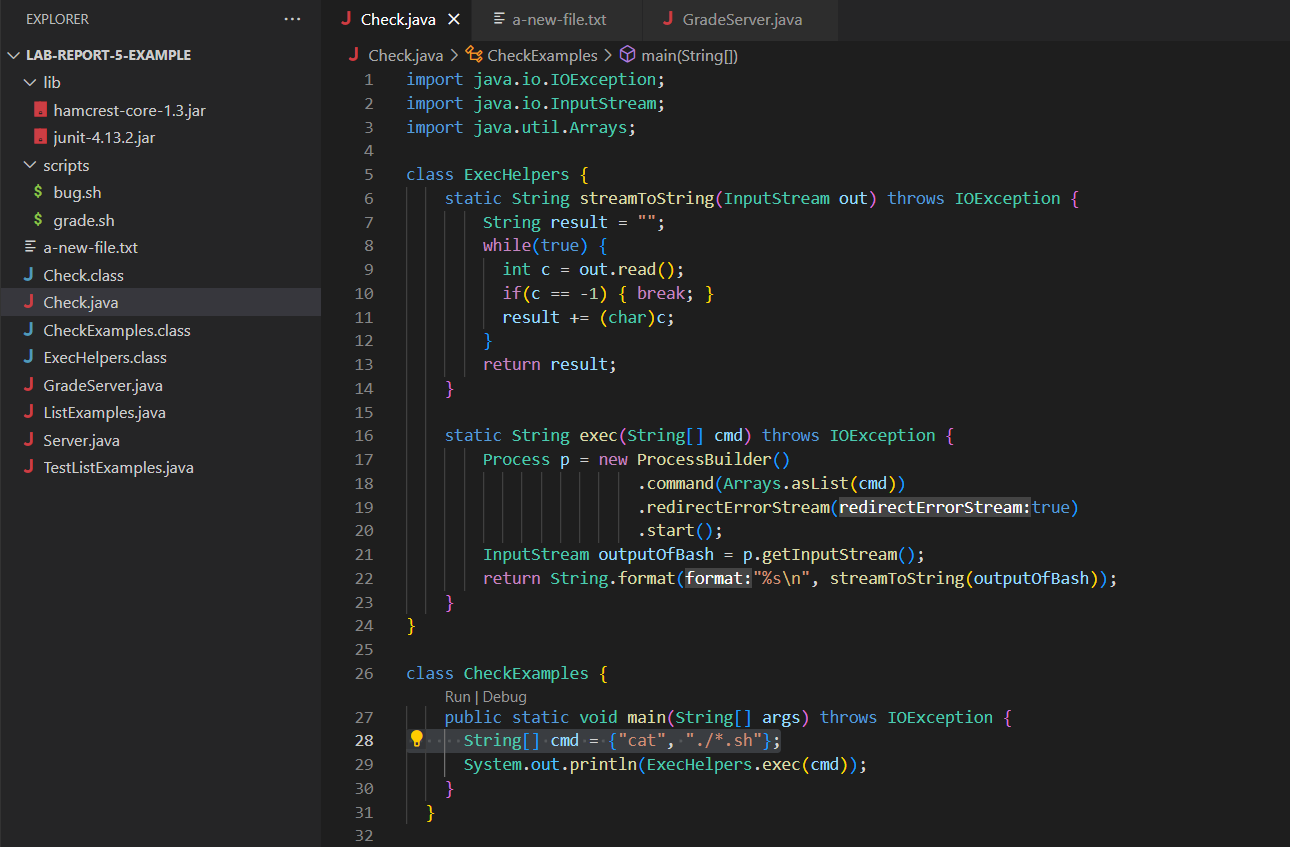 EXPLORER
LAB-REPORT-5-EXAMPLE
lib
hamcrest-core-1.3.jar
junit-4.13.2.jar
scripts
$ bug.sh
$ grade.sh
a-new-file.txt
J Check.class
J Check.java
J CheckExamples.class
J ExecHelpers.class
J GradeServer.java
J ListExamples.java
J Server.java
J TestListExamples.java
J Check.java × a-new-file.txt J GradeServer.java
J Check.java > CheckExamples > main(String[])
1 import java.io.IOException;
2 import java.io.InputStream;
3 import java.util.Arrays;
4
5 class ExecHelpers {
6 static String streamToString(InputStream out) throws IOException {
7 String result = "";
8 while(true) {
9 int c = out.read();
10 if(c == -1) { break; }
11 result += (char)c;
12 }
13 return result;
14 }
15
16 static String exec(String[] cmd) throws IOException {
17 Process p = new ProcessBuilder()
18 .command(Arrays.asList(cmd))
19 .redirectErrorStream(redirectErrorStream:true)
20 .start();
21 InputStream outputOfBash = p.getInputStream();
22 return String.format(format:"%s\n", streamToString(outputOfBash));
23 }
24 }
25
26 class CheckExamples {
Run | Debug
27 public static void main(String[] args) throws IOException {
28 String[] cmd = {"cat", "./*.sh"};
29 System.out.println(ExecHelpers.exec(cmd));
30 }
31 }
32